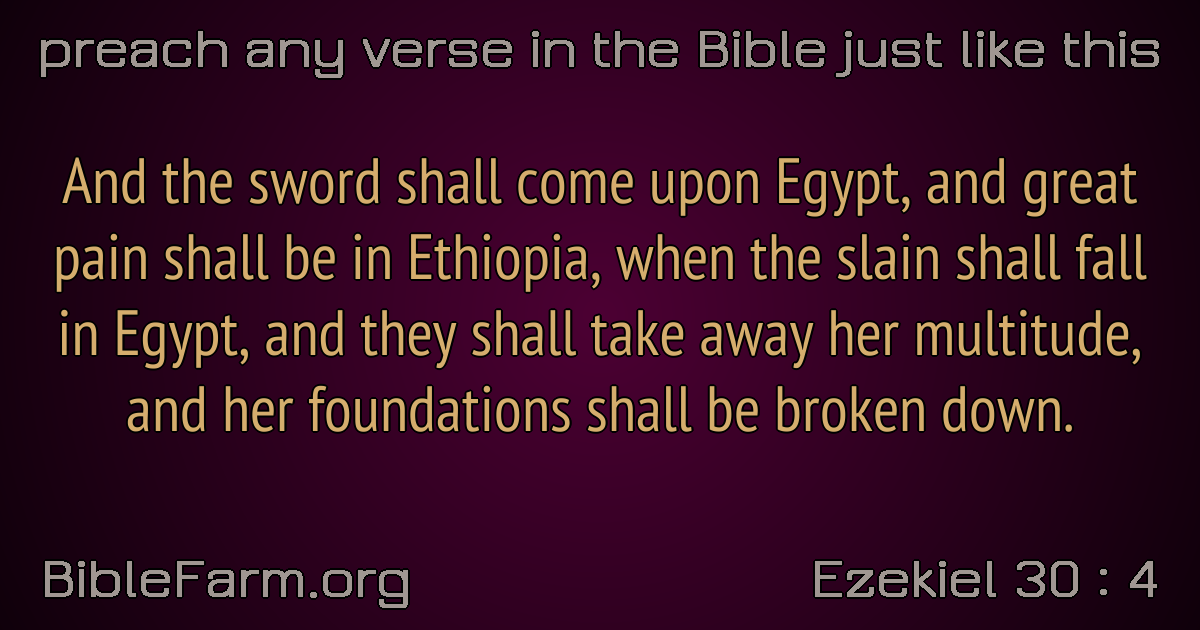 preach any verse in the Bible just like this
And the sword shall come upon Egypt, and great
pain shall be in Ethiopia, when the slain shall fall
in Egypt, and they shall take away her multitude,
and her foundations shall be broken down.
BibleFarm.org
Ezekiel 30 : 4